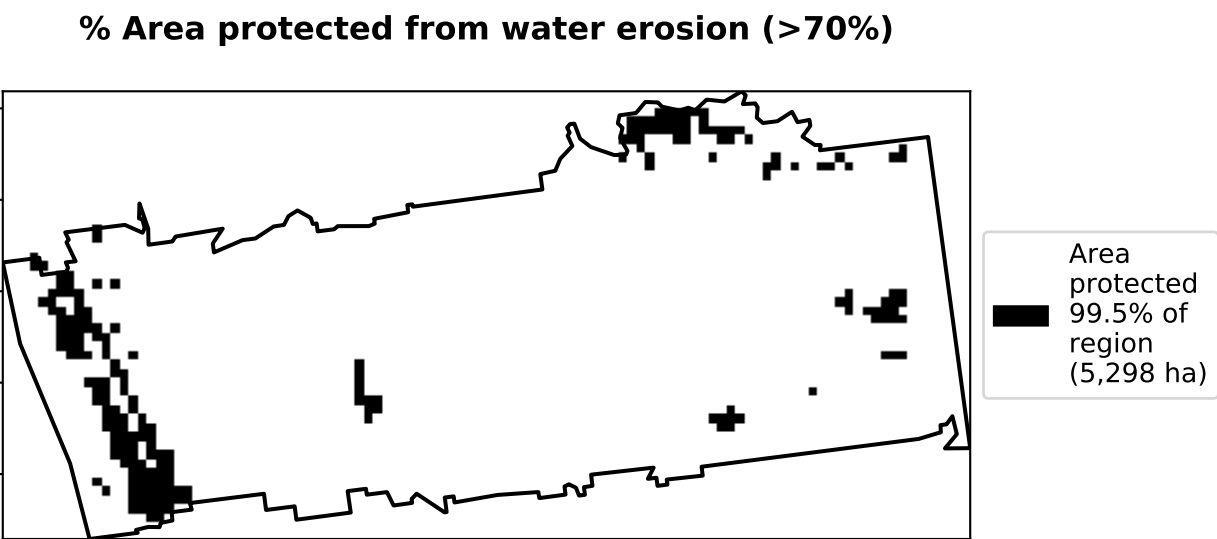 % Area protected from water erosion (>70%)
Area
protected
99.5% of
region
(5,298 ha)